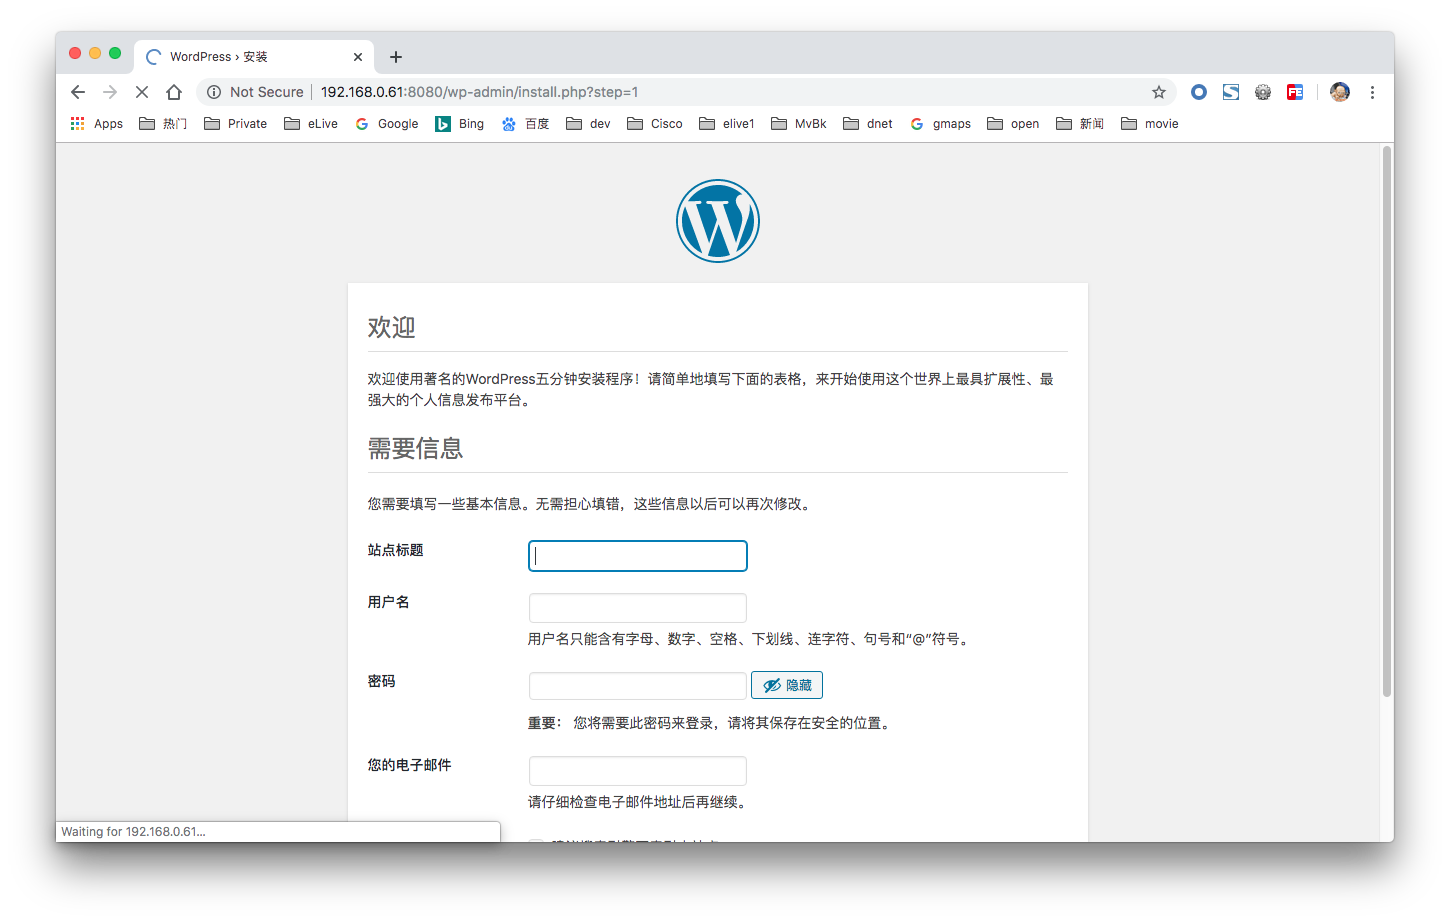 WordPress › 安装
Not Secure 192.168.0.61:8080/wp-admin/install.php?step=1
Apps 热门 Private eLive Google Bing 百度 dev Cisco elive1 MvBk dnet gmaps open 新闻 movie
欢迎
欢迎使用著名的WordPress五分钟安装程序！请简单地填写下面的表格，来开始使用这个世界上最具扩展性、最
强大的个人信息发布平台。
需要信息
您需要填写一些基本信息。无需担心填错，这些信息以后可以再次修改。
站点标题
用户名
用户名只能含有字母、数字、空格、下划线、连字符、句号和“@”符号。
密码
隐藏
重要： 您将需要此密码来登录，请将其保存在安全的位置。
您的电子邮件
请仔细检查电子邮件地址后再继续。
Waiting for 192.168.0.61...